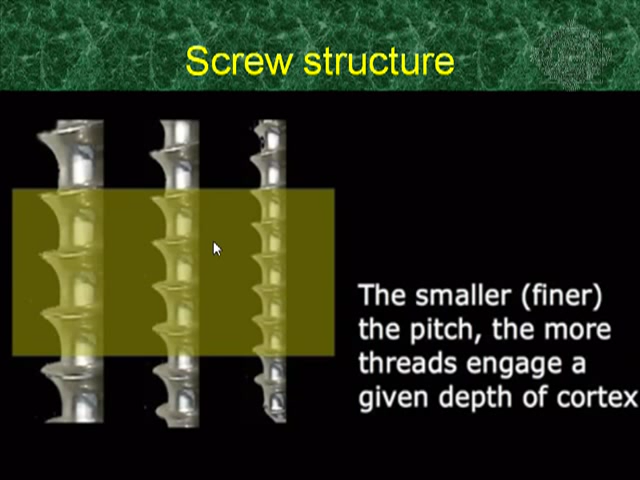 Screw structure
The smaller (finer)
the pitch, the more
threads engage a
given depth of cortex